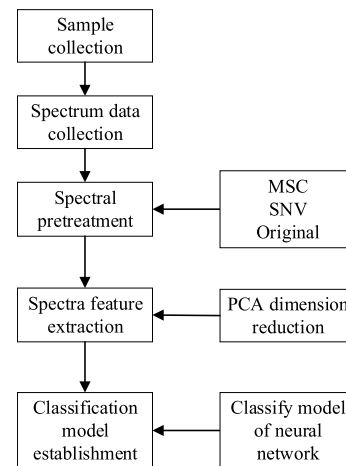 Sample
collection
Spectrum data
collection
Spectral
pretreatment
MSC
SNV
Original
Spectra feature
extraction
PCA dimension
reduction
Classification
model
establishment
Classify model
of neural
network